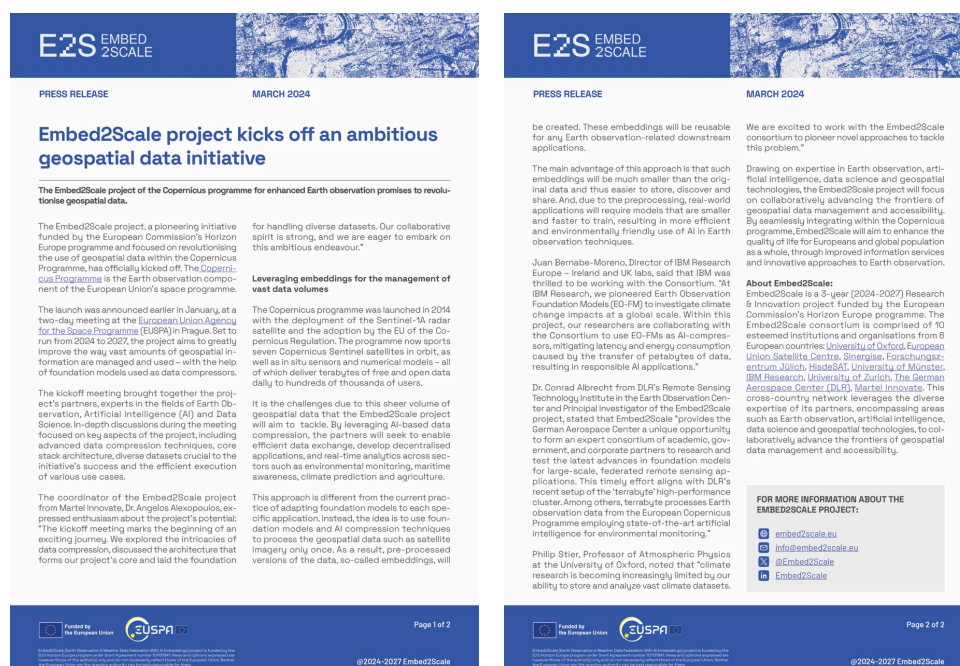 E2S EMBED
2SCALE
PRESS RELEASE
MARCH 2024
Embed2Scale project kicks off an ambitious
geospatial data initiative
The Embed2Scale project of the Copernicus programme for enhanced Earth observation promises to revolu-
tionise geospatial data.
The Embed2Scale project, a pioneering initiative
funded by the European Commission's Horizon
Europe programme and focused on revolutionising
the use of geospatial data within the Copernicus
Programme, has officially kicked off. The Coperni-
cus Programme is the Earth observation compo-
nent of the European Union's space programme.
The launch was announced earlier in January, at a
two-day meeting at the European Union Agency
for the Space Programme (EUSPA) in Prague. Set to
run from 2024 to 2027, the project aims to greatly
improve the way vast amounts of geospatial in-
formation are managed and used – with the help
of foundation models used as data compressors.
The kickoff meeting brought together the proj-
ect's partners, experts in the fields of Earth Ob-
servation, Artificial Intelligence (AI) and Data
Science. In-depth discussions during the meeting
focused on key aspects of the project, including
advanced data compression techniques, core
stack architecture, diverse datasets crucial to the
initiative's success and the efficient execution
of various use cases.
The coordinator of the Embed2Scale project
from Martel Innovate, Dr. Angelos Alexopoulos, ex-
pressed enthusiasm about the project's potential:
"The kickoff meeting marks the beginning of an
exciting journey. We explored the intricacies of
data compression, discussed the architecture that
forms our project's core and laid the foundation
for handling diverse datasets. Our collaborative
spirit is strong, and we are eager to embark on
this ambitious endeavour."
Leveraging embeddings for the management of
vast data volumes
The Copernicus programme was launched in 2014
with the deployment of the Sentinel-1A radar
satellite and the adoption by the EU of the Co-
pernicus Regulation. The programme now sports
seven Copernicus Sentinel satellites in orbit, as
well as in situ sensors and numerical models – all
of which deliver terabytes of free and open data
daily to hundreds of thousands of users.
It is the challenges due to this sheer volume of
geospatial data that the Embed2Scale project
will aim to tackle. By leveraging AI-based data
compression, the partners will seek to enable
efficient data exchange, develop decentralised
applications, and real-time analytics across sec-
tors such as environmental monitoring, maritime
awareness, climate prediction and agriculture.
This approach is different from the current prac-
tice of adapting foundation models to each spe-
cific application. Instead, the idea is to use foun-
dation models and AI compression techniques
to process the geospatial data such as satellite
imagery only once. As a result, pre-processed
versions of the data, so-called embeddings, will
Funded by
the European Union
EUSPA
Page 1 of 2
@2024-2027 Embed2Scale
E2S EMBED
2SCALE
PRESS RELEASE
MARCH 2024
be created. These embeddings will be reusable
for any Earth observation-related downstream
applications.
The main advantage of this approach is that such
embeddings will be much smaller than the orig-
inal data and thus easier to store, discover and
share. And, due to the preprocessing, real-world
applications will require models that are smaller
and faster to train, resulting in more efficient
and environmentally friendly use of AI in Earth
observation techniques.
Juan Bernabe-Moreno, Director of IBM Research
Europe – Ireland and UK labs, said that IBM was
thrilled to be working with the Consortium. "At
IBM Research, we pioneered Earth Observation
Foundation Models (EO-FM) to investigate climate
change impacts at a global scale. Within this
project, our researchers are collaborating with
the Consortium to use EO-FMs as AI-compres-
sors, mitigating latency and energy consumption
caused by the transfer of petabytes of data,
resulting in responsible AI applications."
Dr. Conrad Albrecht from DLR's Remote Sensing
Technology Institute in the Earth Observation Cen-
ter and Principal Investigator of the Embed2Scale
project, stated that Embed2Scale "provides the
German Aerospace Center a unique opportunity
to form an expert consortium of academic, gov-
ernment, and corporate partners to research and
test the latest advances in foundation models
for large-scale, federated remote sensing ap-
plications. This timely effort aligns with DLR's
recent setup of the 'terrabyte' high-performance
cluster. Among others, terrabyte processes Earth
observation data from the European Copernicus
Programme employing state-of-the-art artificial
intelligence for environmental monitoring."
Philip Stier, Professor of Atmospheric Physics
at the University of Oxford, noted that "climate
research is becoming increasingly limited by our
ability to store and analyze vast climate datasets.
We are excited to work with the Embed2Scale
consortium to pioneer novel approaches to tackle
this problem."
Drawing on expertise in Earth observation, arti-
ficial intelligence, data science and geospatial
technologies, the Embed2Scale project will focus
on collaboratively advancing the frontiers of
geospatial data management and accessibility.
By seamlessly integrating within the Copernicus
programme, Embed2Scale will aim to enhance the
quality of life for Europeans and global population
as a whole, through improved information services
and innovative approaches to Earth observation.
About Embed2Scale:
Embed2Scale is a 3-year (2024-2027) Research
& Innovation project funded by the European
Commission's Horizon Europe programme. The
Embed2Scale consortium is comprised of 10
esteemed institutions and organisations from 6
European countries: University of Oxford, European
Union Satellite Centre, Sinergise, Forschungsz-
entrum Jülich, HisdeSAT, University of Münster,
IBM Research, University of Zurich, The German
Aerospace Center (DLR), Martel Innovate. This
cross-country network leverages the diverse
expertise of its partners, encompassing areas
such as Earth observation, artificial intelligence,
data science and geospatial technologies, to col-
laboratively advance the frontiers of geospatial
data management and accessibility.
FOR MORE INFORMATION ABOUT THE
EMBED2SCALE PROJECT:
embed2scale.eu
info@embed2scale.eu
@Embed2Scale
Embed2Scale
Funded by
the European Union
EUSPA
Page 2 of 2
@2024-2027 Embed2Scale